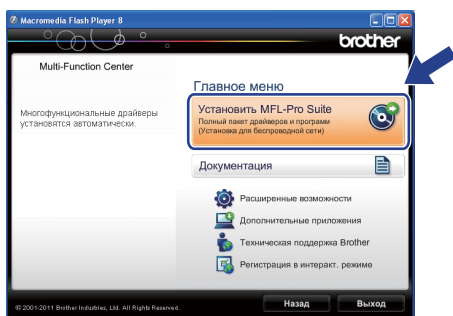 Macromedia Flash Player 8
brother
Multi-Function Center
Главное меню
Многофункциональные драйверы
установятся автоматически.
Установить MFL-Pro Suite
Полный пакет драйверов и программ
(Установка для беспроводной сети)
Документация
Расширенные возможности
Дополнительные приложения
Техническая поддержка Brother
Регистрация в интеракт. режиме
© 2001-2011 Brother Industries, Ltd. All Rights Reserved.
Назад
Выход